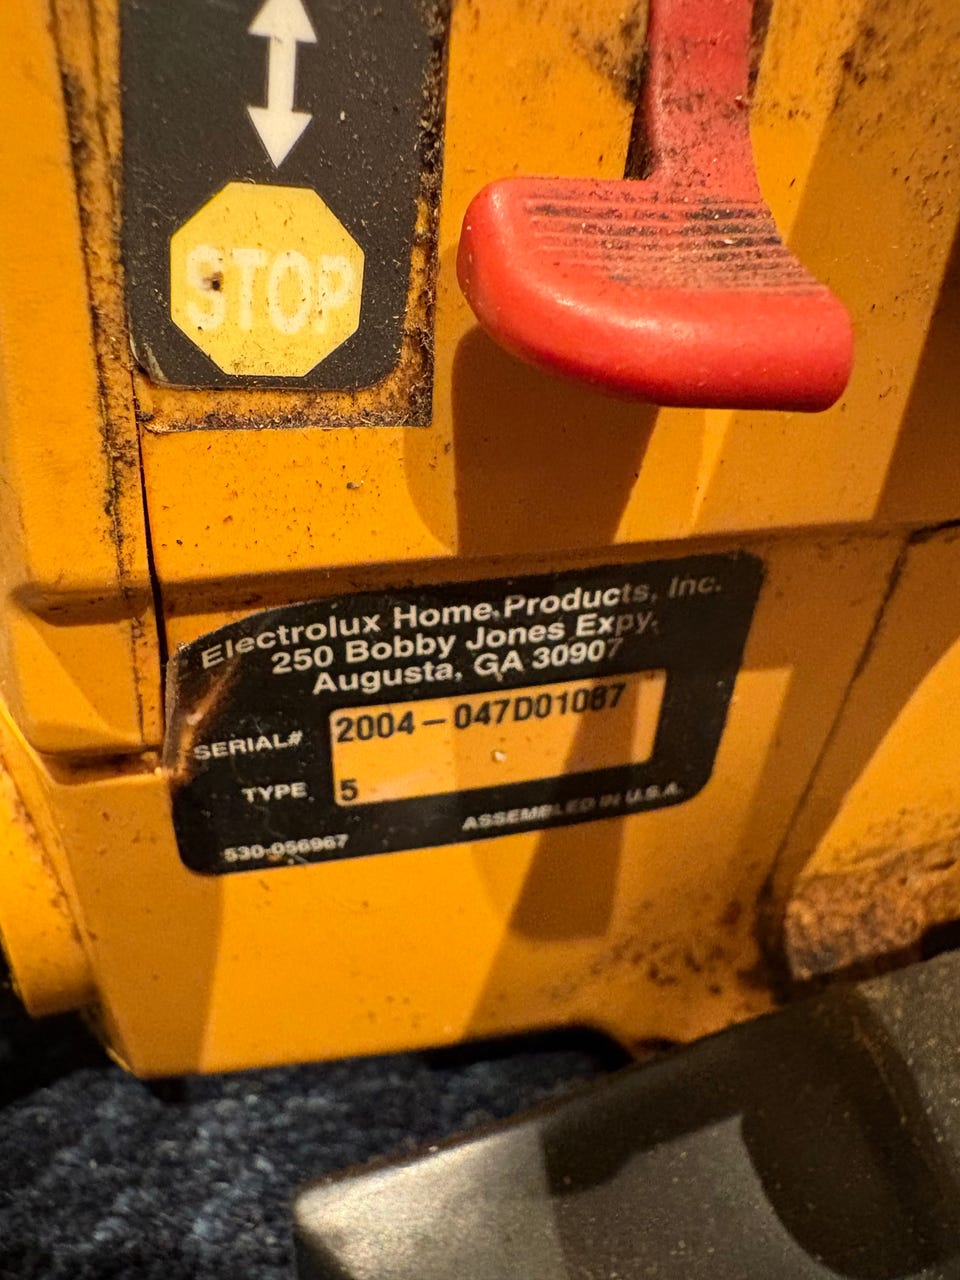 STOP
Electrolux Home Products, Inc.
250 Bobby Jones Expy.
Augusta, GA 30907
SERIAL# 2004-047D01087
TYPE 5
530-056967 ASSEMBLED IN U.S.A.